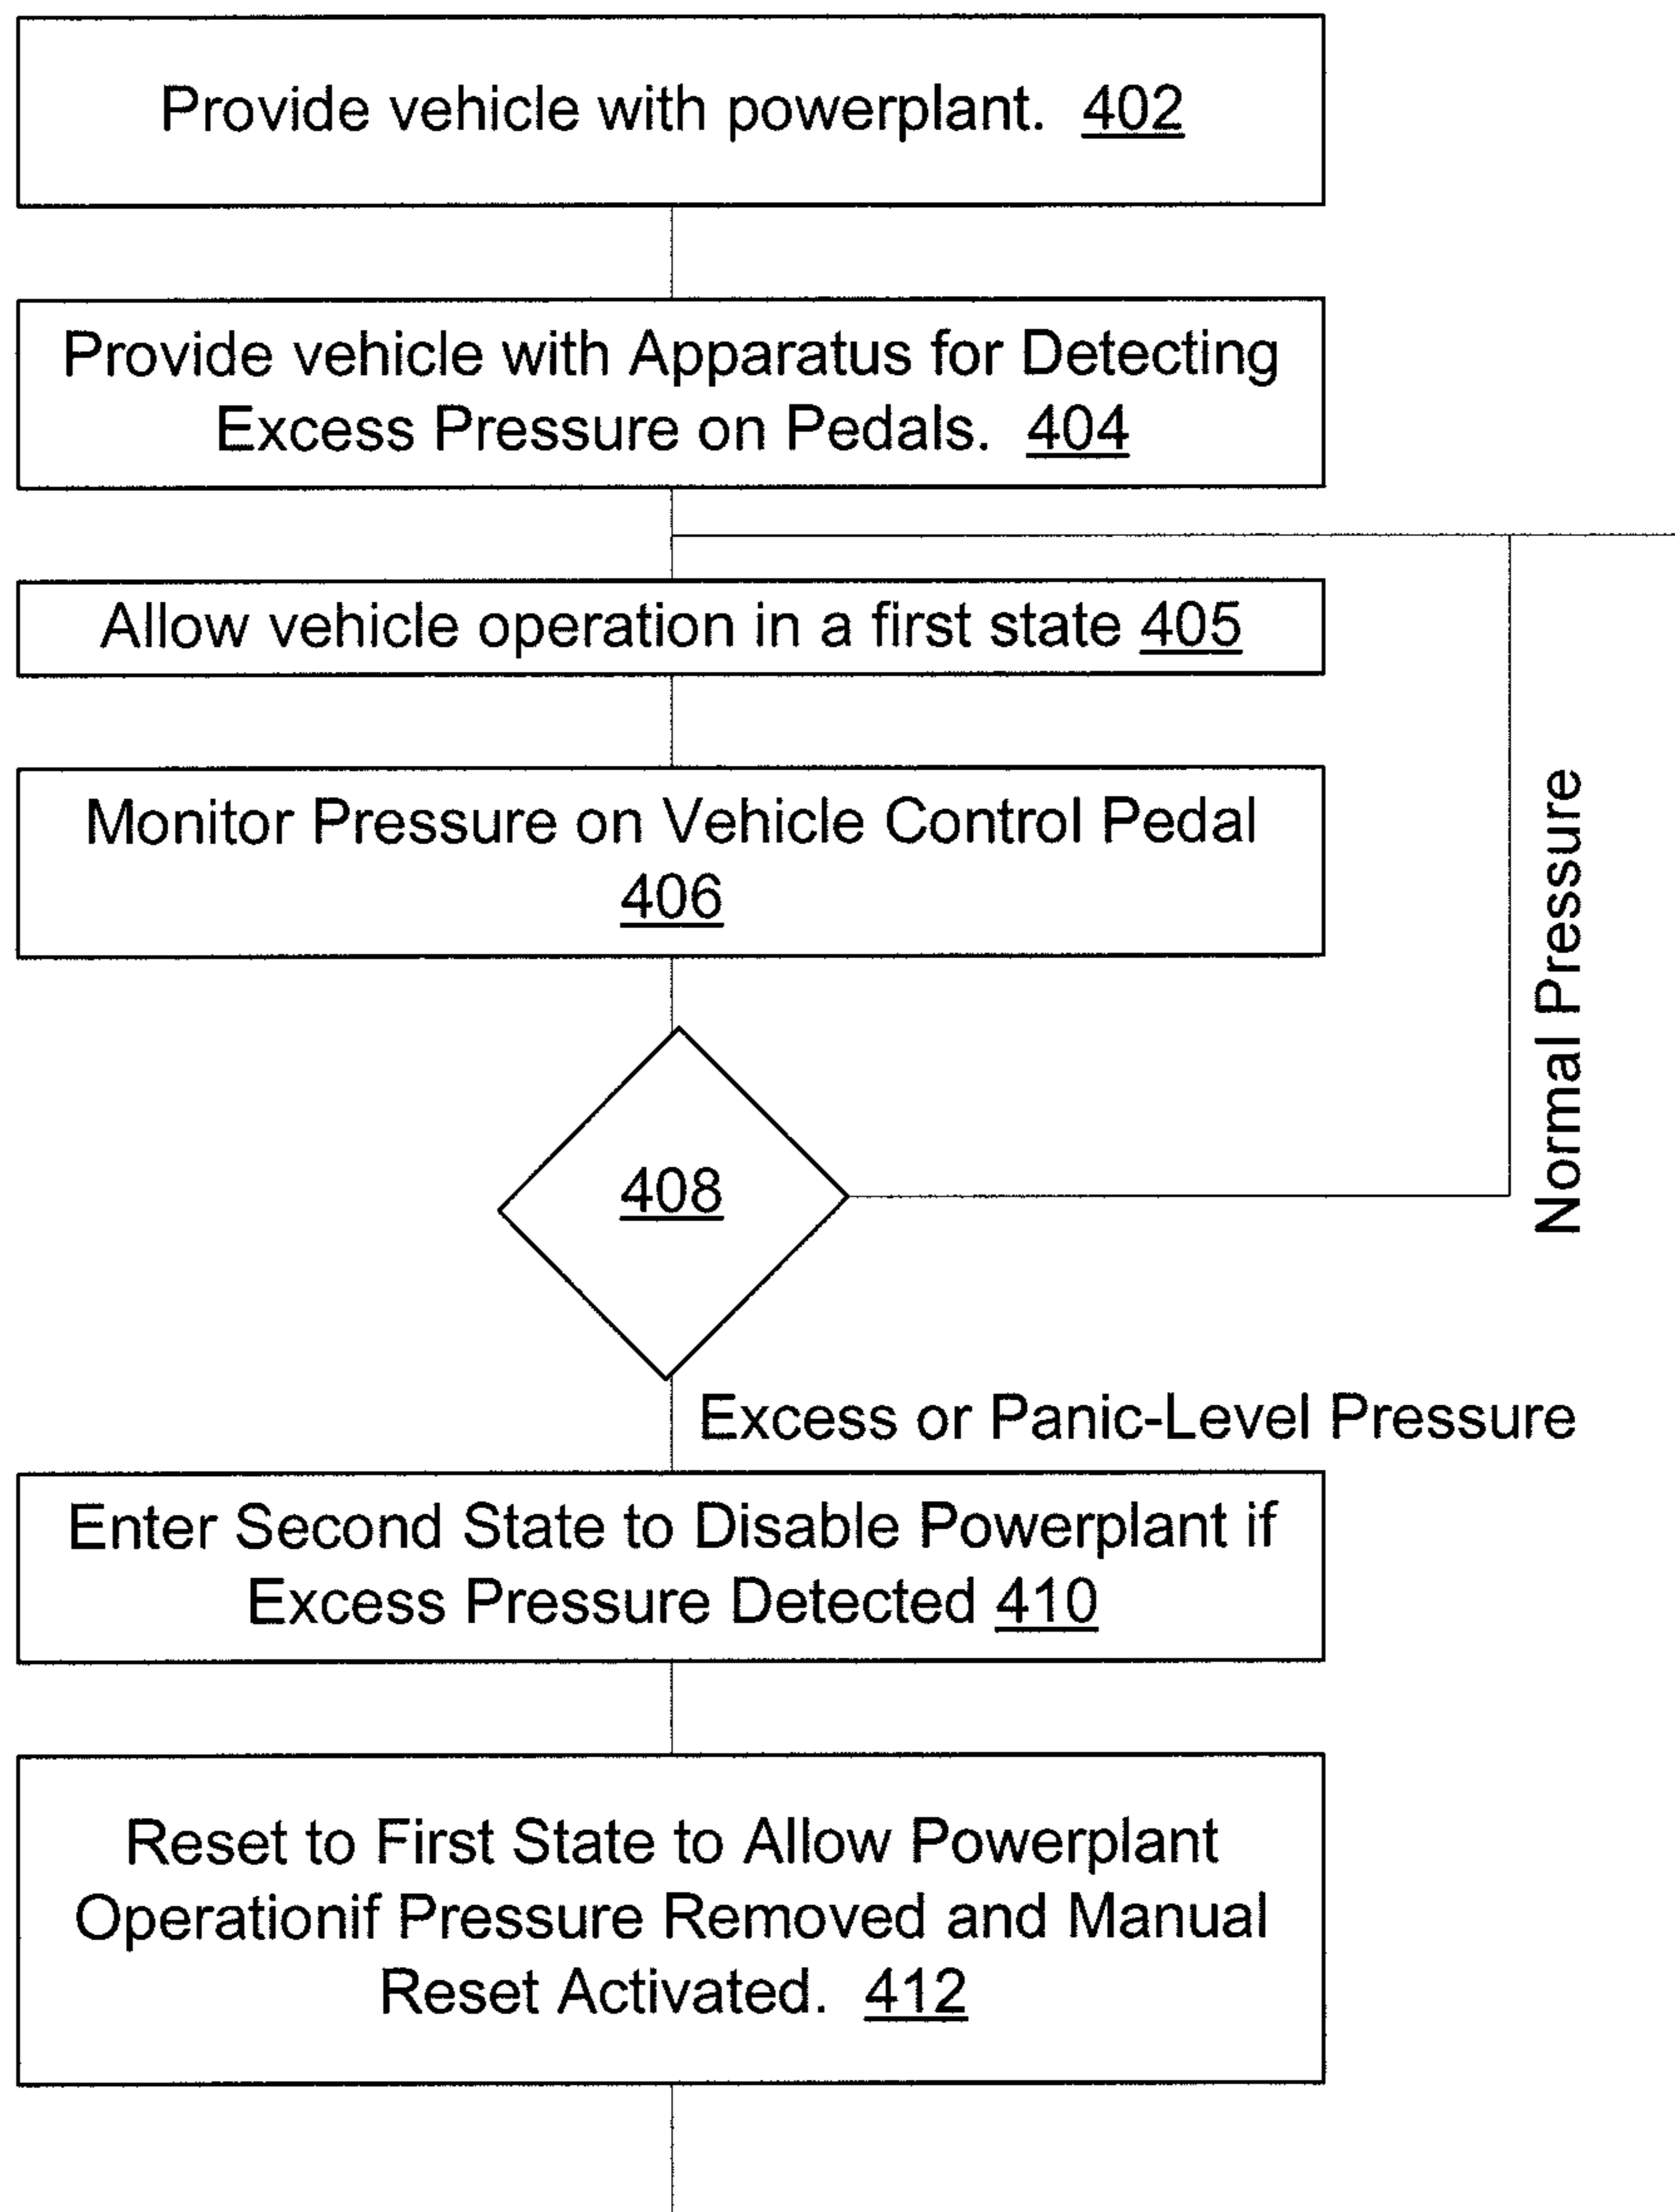 Provide vehicle with powerplant. 402
Provide vehicle with Apparatus for Detecting
Excess Pressure on Pedals. 404
Allow vehicle operation in a first state 405
Monitor Pressure on Vehicle Control Pedal
406
Normal Pressure
408
Excess or Panic-Level Pressure
Enter Second State to Disable Powerplant if
Excess Pressure Detected 410
Reset to First State to Allow Powerplant
Operationif Pressure Removed and Manual
Reset Activated. 412